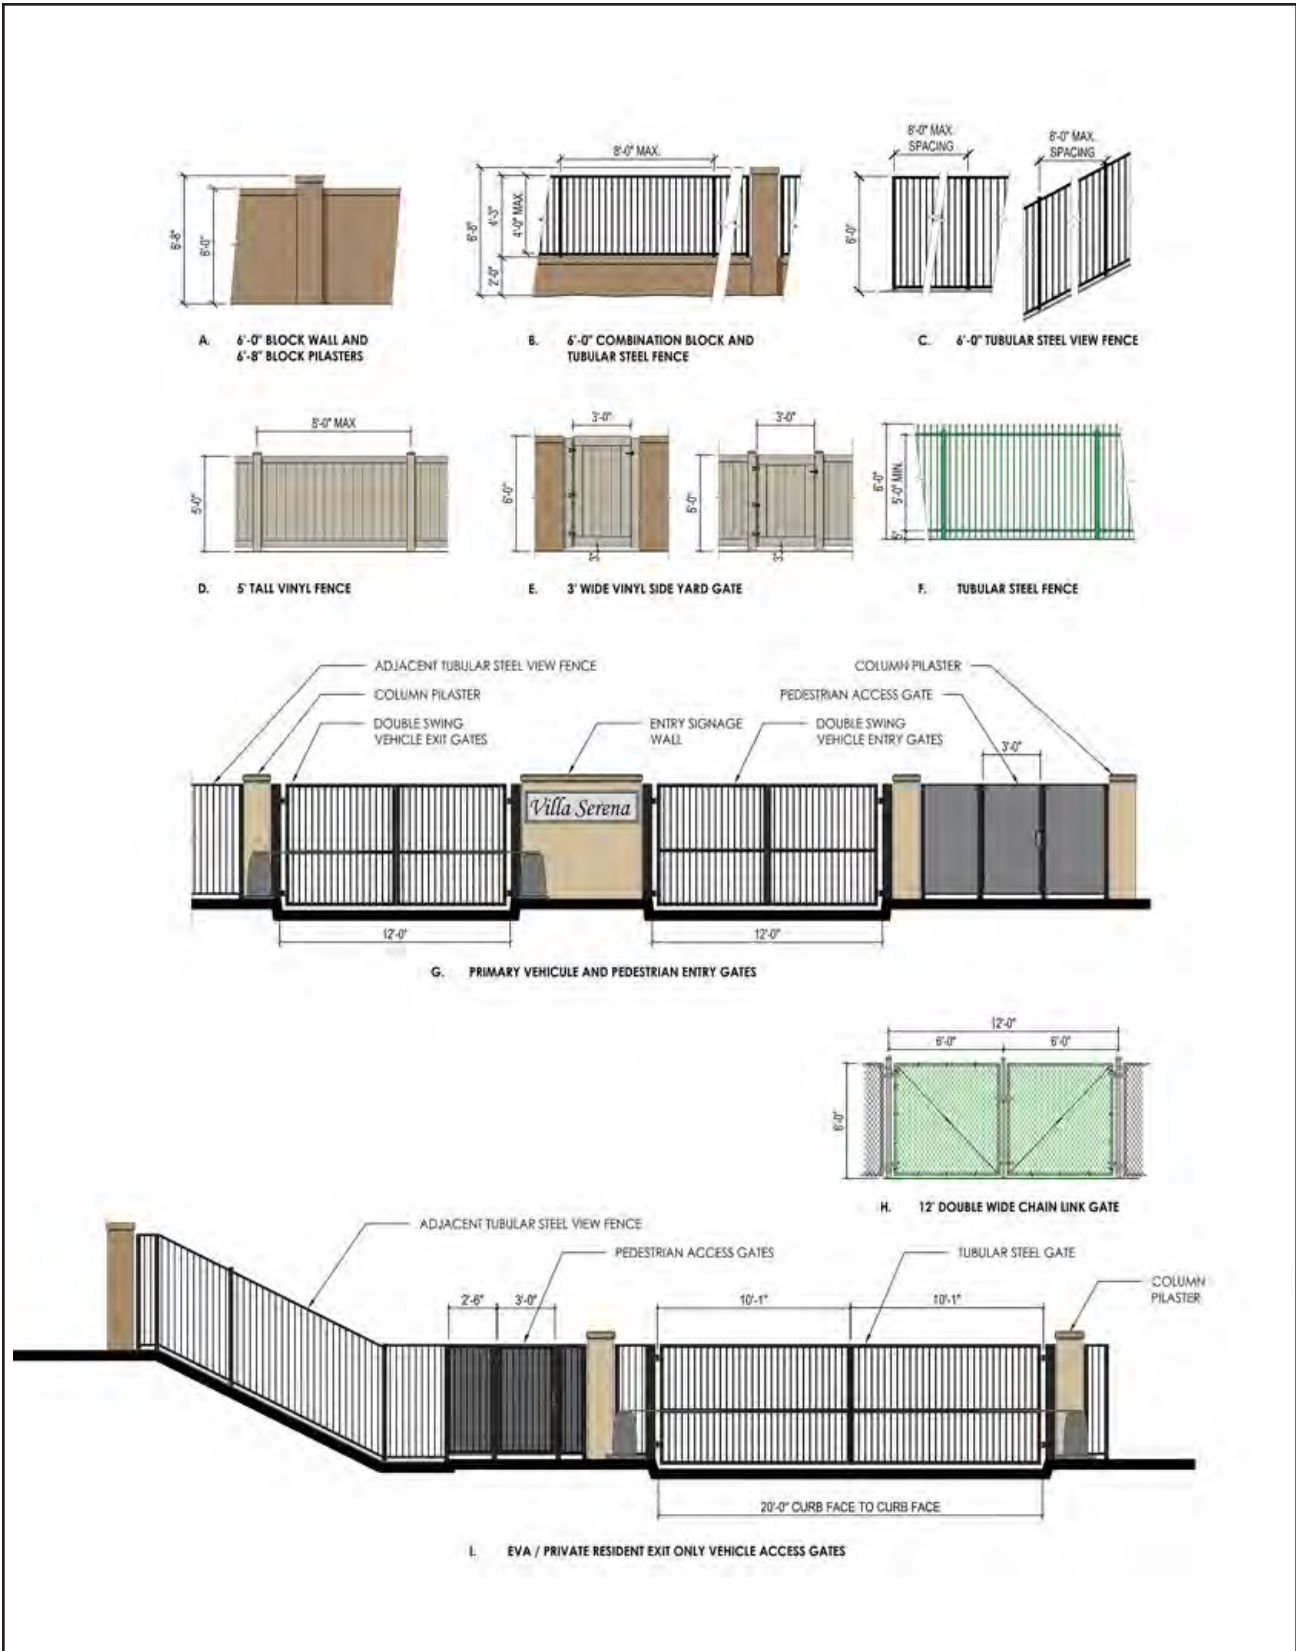 8'-0" MAX.
6'-8"
6'-0"
6'-8"
4'-3"
4'-0" MAX.
2'-0"
8'-0" MAX.
SPACING
8'-0" MAX.
SPACING
6'-0"
A. 6'-0" BLOCK WALL AND
6'-8" BLOCK PILASTERS
B. 6'-0" COMBINATION BLOCK AND
TUBULAR STEEL FENCE
C. 6'-0" TUBULAR STEEL VIEW FENCE
8'-0" MAX
5'-0"
3'-0"
6'-0"
3"
3'-0"
5'-0"
3"
6'-0"
5'-0" MIN.
5"
D. 5' TALL VINYL FENCE
E. 3' WIDE VINYL SIDE YARD GATE
F. TUBULAR STEEL FENCE
ADJACENT TUBULAR STEEL VIEW FENCE
COLUMN PILASTER
DOUBLE SWING
VEHICLE EXIT GATES
ENTRY SIGNAGE
WALL
COLUMN PILASTER
PEDESTRIAN ACCESS GATE
DOUBLE SWING
VEHICLE ENTRY GATES
3'-0"
Villa Serena
12'-0"
12'-0"
G. PRIMARY VEHICULE AND PEDESTRIAN ENTRY GATES
12'-0"
6'-0"
6'-0"
6'-0"
H. 12' DOUBLE WIDE CHAIN LINK GATE
ADJACENT TUBULAR STEEL VIEW FENCE
PEDESTRIAN ACCESS GATES
TUBULAR STEEL GATE
COLUMN
PILASTER
2'-6"
3'-0"
10'-1"
10'-1"
20'-0" CURB FACE TO CURB FACE
I. EVA / PRIVATE RESIDENT EXIT ONLY VEHICLE ACCESS GATES